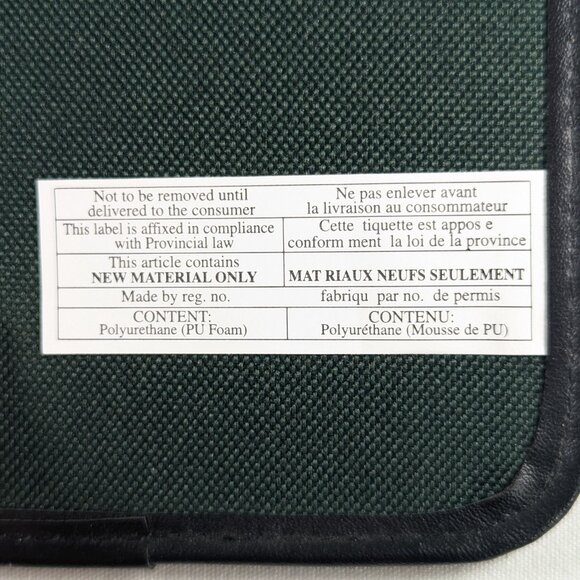 Not to be removed until
delivered to the consumer
Ne pas enlever avant
la livraison au consommateur
This label is affixed in compliance
with Provincial law
Cette tiquette est appos e
conform ment la loi de la province
This article contains
NEW MATERIAL ONLY
MAT RIAUX NEUFS SEULEMENT
Made by reg. no.
fabriqu par no. de permis
CONTENT:
Polyurethane (PU Foam)
CONTENU:
Polyuréthane (Mousse de PU)